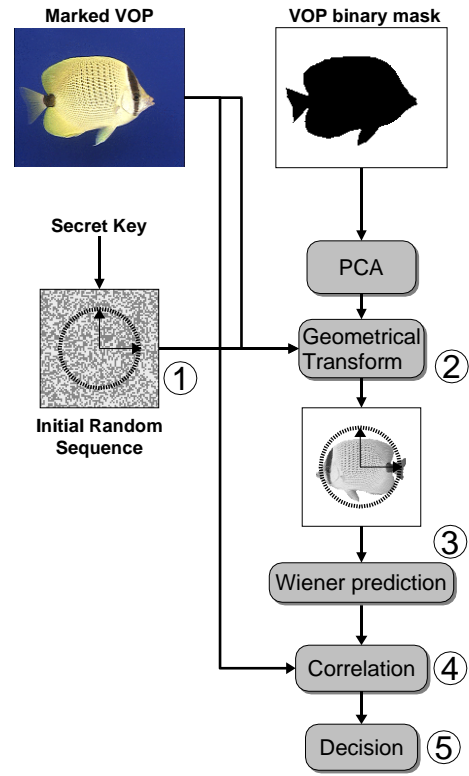 Marked VOP
VOP binary mask
Secret Key
PCA
Geometrical
Transform
1
2
Initial Random
Sequence
3
Wiener prediction
Correlation
4
Decision
5